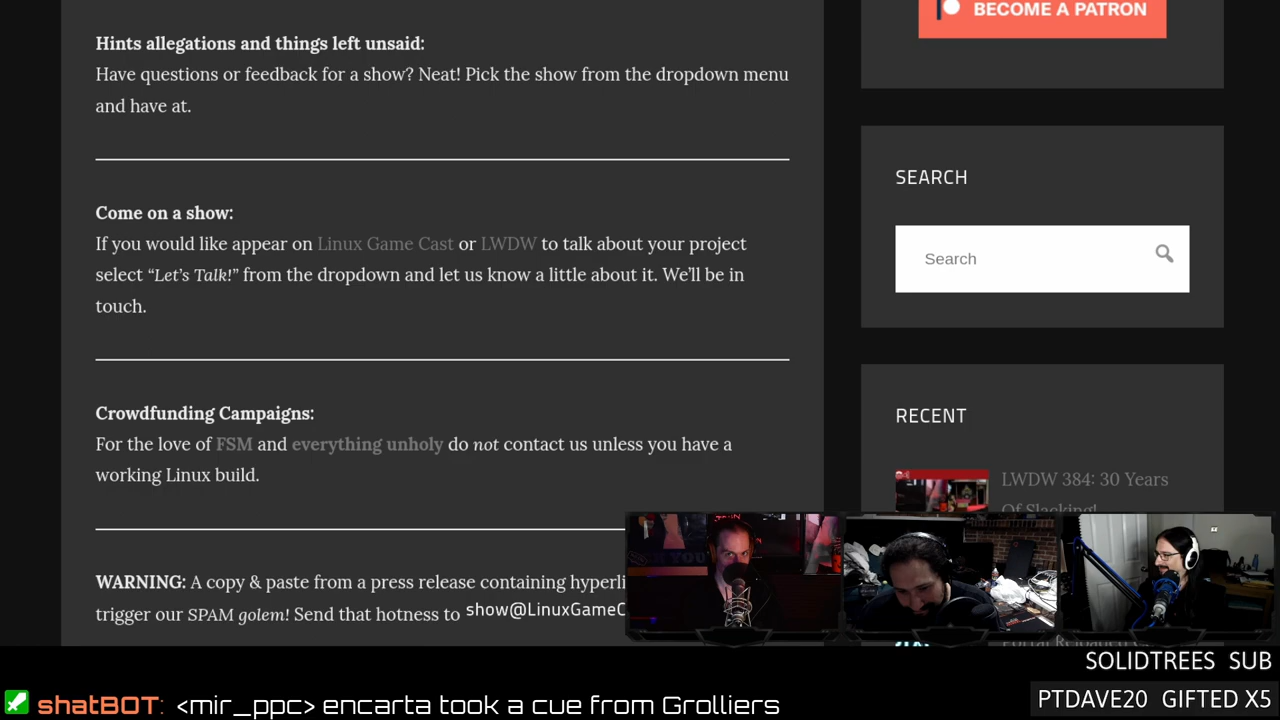 BECOME A PATRON
Hints allegations and things left unsaid:
Have questions or feedback for a show? Neat! Pick the show from the dropdown menu
and have at.
SEARCH
Search
Come on a show:
If you would like appear on Linux Game Cast or LWDW to talk about your project
select “Let’s Talk!” from the dropdown and let us know a little about it. We’ll be in
touch.
Crowdfunding Campaigns:
For the love of FSM and everything unholy do not contact us unless you have a
working Linux build.
RECENT
LWDW 384: 30 Years
Of Slacking!
WARNING: A copy & paste from a press release containing hyperli
trigger our SPAM golem! Send that hotness to show@LinuxGameC
SOLIDTREES SUB
PTDAVE20 GIFTED X5
shatBOT: <mir_ppc> encarta took a cue from Grolliers